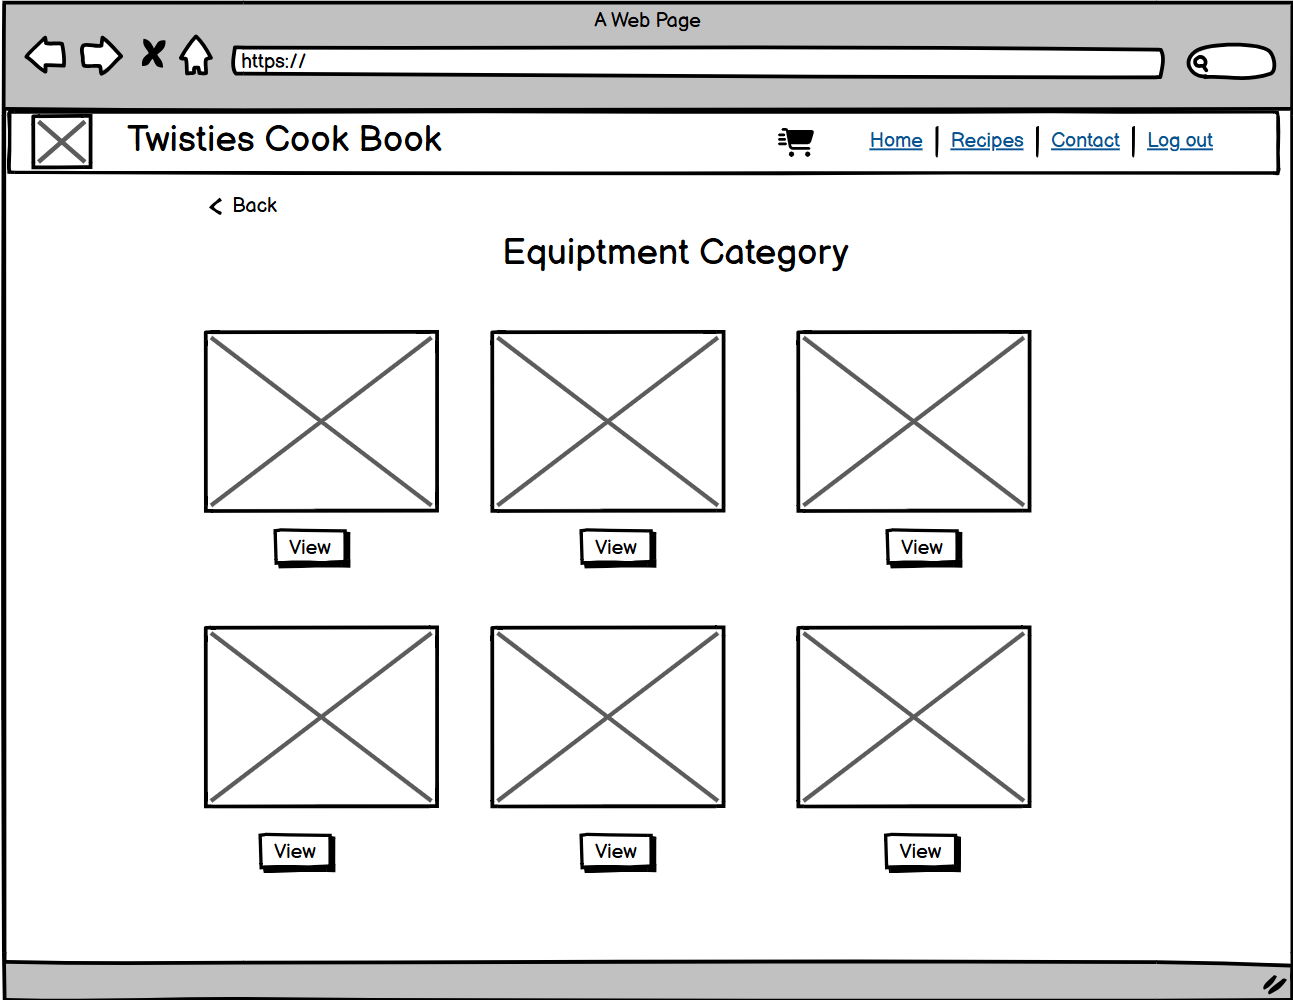 A Web Page
https://
Twisties Cook Book
Home Recipes Contact Log out
Back
Equiptment Category
View View View
View View View